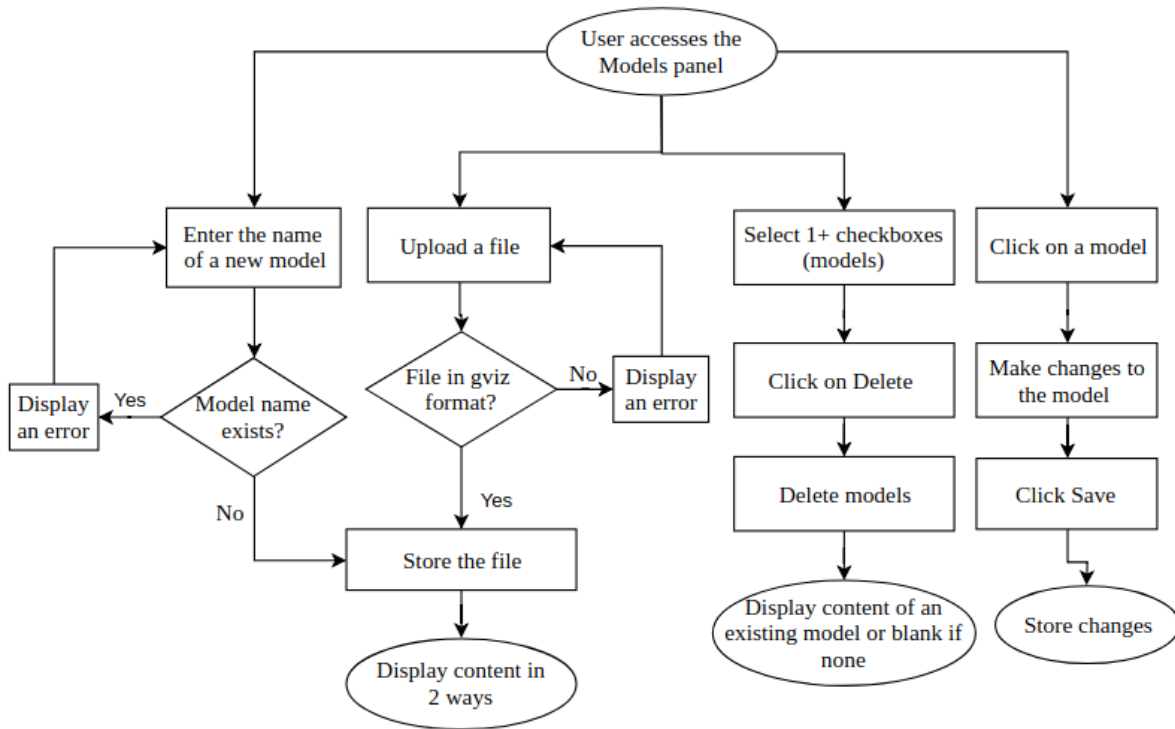 User accesses the
Models panel
Enter the name
of a new model
Upload a file
Select 1+ checkboxes
(models)
Click on a model
Display
an error
Yes
Model name
exists?
File in gviz
format?
No
Display
an error
Click on Delete
Make changes to
the model
No
Yes
Delete models
Click Save
Store the file
Display content in
2 ways
Display content of an
existing model or blank if
none
Store changes